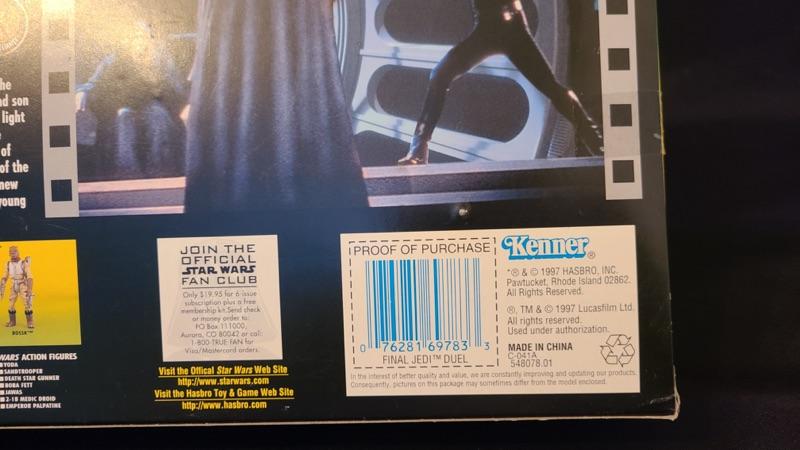 he
nd son
light
of
of the
new
young
BOSSK™
WARS ACTION FIGURES
YODA
SANDTROOPER
DEATH STAR GUNNER
BOBA FETT
JAWAS
2-1B MEDIC DROID
EMPEROR PALPATINE
JOIN THE
OFFICIAL
STAR WARS
FAN CLUB
Only $19.95 for 6 issue
subscription plus a free
membership kit.Send check
or money order to:
PO Box 111000,
Aurora, CO 80042 or call:
1-800-TRUE FAN for
Visa/Mastercard orders.
Visit the Offical Star Wars Web Site
http://www.starwars.com
Visit the Hasbro Toy & Game Web Site
http://www.hasbro.com
PROOF OF PURCHASE
0 76281 69783 3
FINAL JEDI™ DUEL
Kenner®
*® & © 1997 HASBRO, INC.
Pawtucket, Rhode Island 02862.
All Rights Reserved.
®, TM & © 1997 Lucasfilm Ltd.
All rights reserved.
Used under authorization.
MADE IN CHINA
C-041A
548078.01
In the interest of better quality and value, we are constantly improving and updating our products.
Consequently, pictures on this package may sometimes differ from the model enclosed.